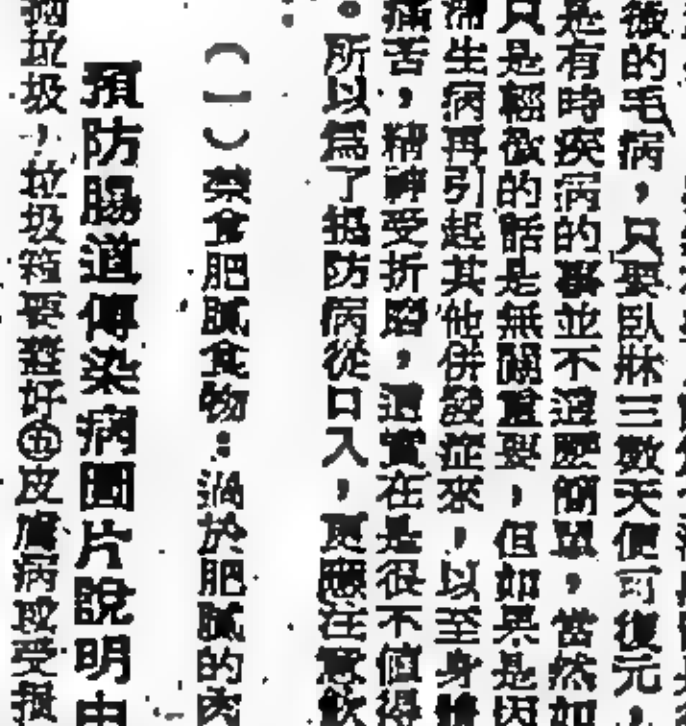 微的毛病，只要臥牀三數天便可復元，
是有時疾病的事並不這麼簡單，當然如
只是輕微的話是無關重要，但如果是因
生病再引起其他併發症來，以至身體
痛苦，精神受折磨，這實在是很不值得
。所以為了預防病從口入，更應注意飲
（一）禁食肥膩食物：過於肥膩的肉
預防腸道傳染病圖片說明由
垃圾，垃圾箱要整好㊄皮膚病或受損